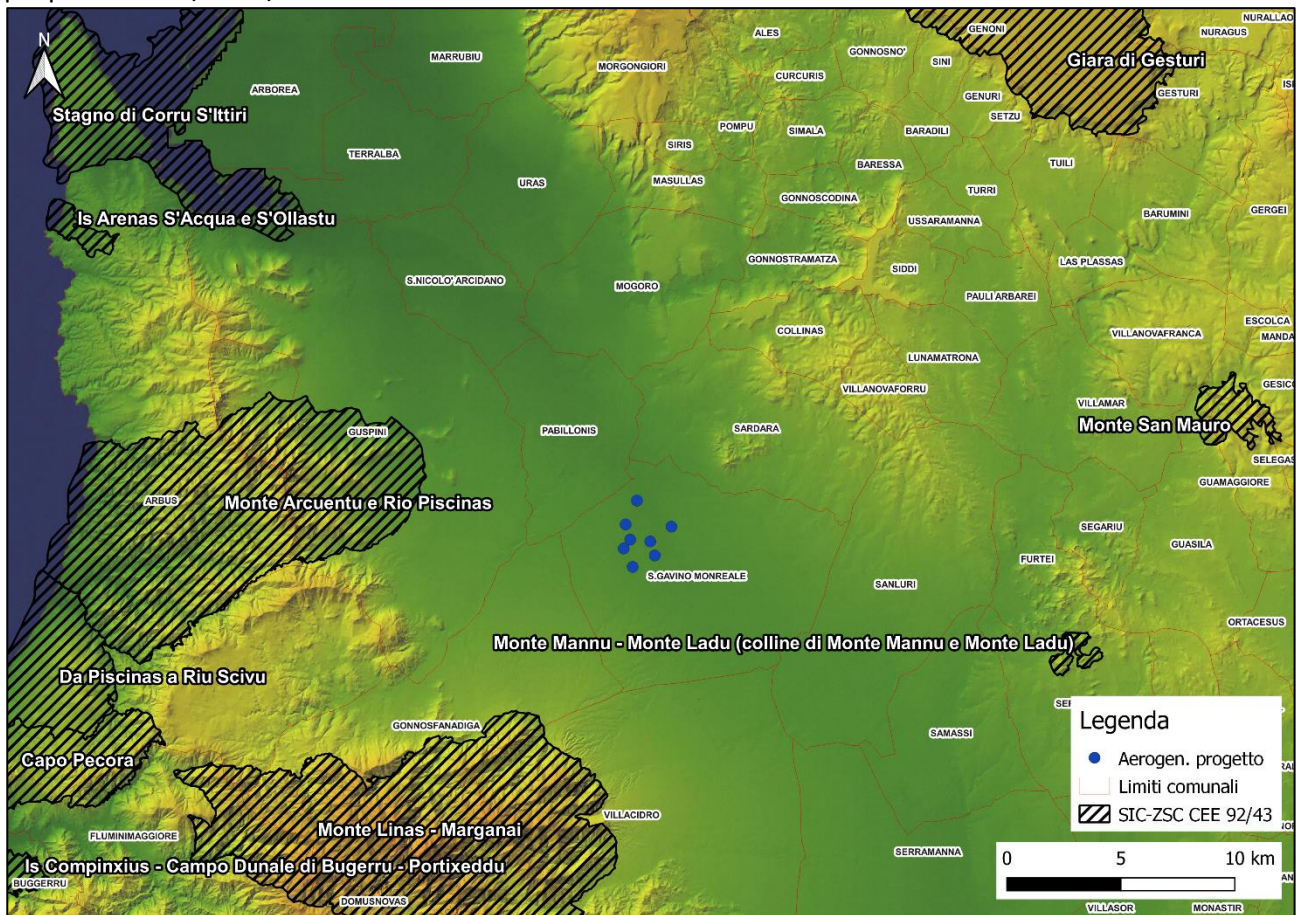 N
NURALLAO
ALES
GENONI
NURAGUS
MARRUBIU
GONNOSNO'
SINI
Giara di Gesturi
MORGONGIORI
CURCURIS
ARBOREA
GENURI
GESTURI
Stagno di Corru S'Ittiri
SETZU
POMPU
SIMALA
BARADILI
SIRIS
TERRALBA
BARESSA
TUILI
URAS
MASULLAS
TURRI
GONNOSCODINA
Is Arenas S'Acqua e S'Ollastu
USSARAMANNA
BARUMINI
GERGEI
GONNOSTRAMATZA
SIDDI
LAS PLASSAS
S.NICOLO' ARCIDANO
MOGORO
PAULI ARBAREI
COLLINAS
VILLANOVAFRANCA
ESCOLCA
LUNAMATRONA
VILLANOVAFORRU
VILLAMAR
GUSPINI
PABILLONIS
SARDARA
Monte San Mauro
ARBUS
Monte Arcuentu e Rio Piscinas
GUAMAGGIORE
SEGARIU
GUASILA
FURTEI
S.GAVINO MONREALE
SANLURI
ORTACESUS
Monte Mannu - Monte Ladu (colline di Monte Mannu e Monte Ladu)
Da Piscinas a Riu Scivu
GONNOSFANADIGA
SAMASSI
Capo Pecora
VILLACIDRO
Monte Linas - Marganai
FLUMINIMAGGIORE
SERRAMANNA
Is Compinxius - Campo Dunale di Bugerru - Portixeddu
BUGGERRU
DOMUSNOVAS
VILLASOR
MONASTIR
Legenda
Aerogen. progetto
Limiti comunali
SIC-ZSC CEE 92/43
0 5 10 km